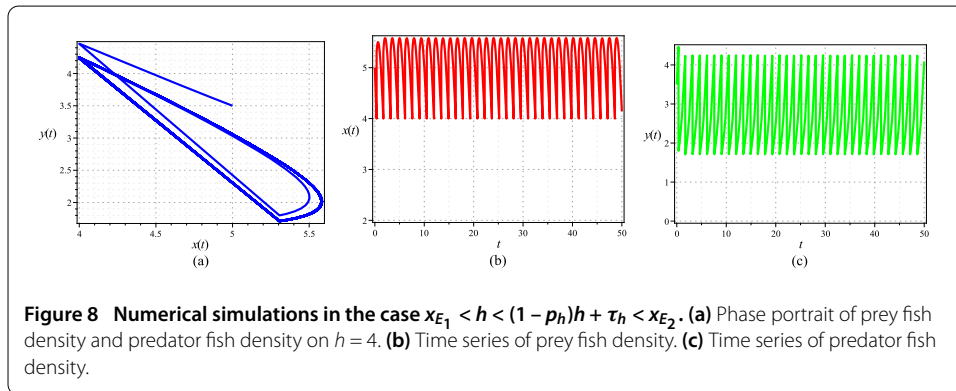 4
3.5
y(t)
3
2.5
2
4
4.5
5
5.5
x(t)
(a)
5
4
x(t)
3
2
0
10
20
30
40
50
t
(b)
4
3
y(t)
2
1
0
0
10
20
30
40
50
t
(c)
Figure 8 Numerical simulations in the case x_{E_1} < h < (1 – p_h)h + τ_h < x_{E_2}. (a) Phase portrait of prey fish
density and predator fish density on h = 4. (b) Time series of prey fish density. (c) Time series of predator fish
density.